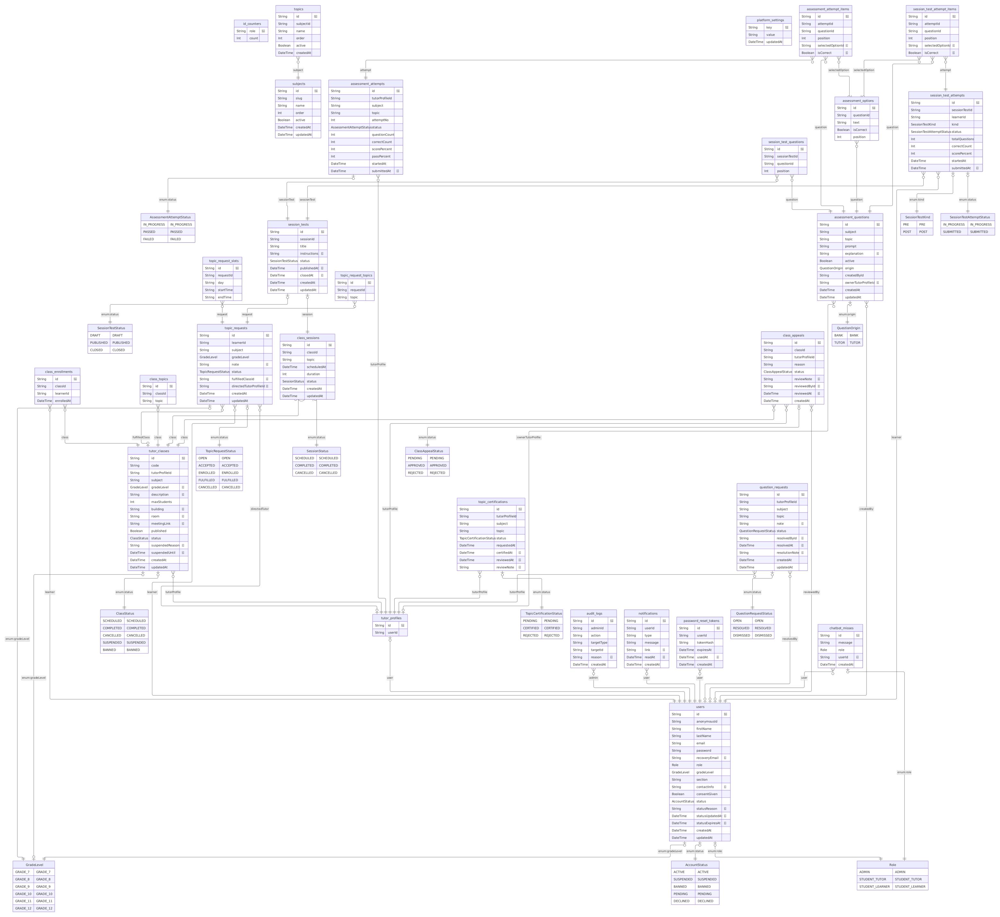 topics
String id
String subjectId
String name
Int order
Boolean active
DateTime createdAt
id_counters
String role
Int count
platform_settings
String key
String value
DateTime updatedAt
assessment_attempt_items
String id
String attemptId
String questionId
Int position
String selectedOptionId
Boolean isCorrect
session_test_attempt_items
String id
String attemptId
String questionId
Int position
String selectedOptionId
Boolean isCorrect
subject
attempt
selectedOption
selectedOption
attempt
subjects
String id
String slug
String name
Int order
Boolean active
DateTime createdAt
DateTime updatedAt
assessment_attempts
String id
String tutorProfileId
String subject
String topic
Int attemptNo
AssessmentAttemptStatus status
Int questionCount
Int correctCount
Int scorePercent
Int passPercent
DateTime startedAt
DateTime submittedAt
assessment_options
String id
String questionId
String text
Boolean isCorrect
Int position
session_test_attempts
String id
String sessionTestId
String learnerId
SessionTestKind kind
SessionTestAttemptStatus status
Int totalQuestions
Int correctCount
Int scorePercent
DateTime startedAt
DateTime submittedAt
question
question
session_test_questions
String id
String sessionTestId
String questionId
Int position
enum:status
sessionTest
sessionTest
question
question
enum:kind
enum:status
AssessmentAttemptStatus
IN_PROGRESS IN_PROGRESS
PASSED PASSED
FAILED FAILED
session_tests
String id
String sessionId
String title
String instructions
SessionTestStatus status
DateTime publishedAt
DateTime closedAt
DateTime createdAt
DateTime updatedAt
assessment_questions
String id
String subject
String topic
String prompt
String explanation
Boolean active
QuestionOrigin origin
String createdById
String ownerTutorProfileId
DateTime createdAt
DateTime updatedAt
SessionTestKind
PRE PRE
POST POST
SessionTestAttemptStatus
IN_PROGRESS IN_PROGRESS
SUBMITTED SUBMITTED
topic_request_slots
String id
String requestId
String day
String startTime
String endTime
topic_request_topics
String id
String requestId
String topic
enum:status
request
request
session
enum:origin
SessionTestStatus
DRAFT DRAFT
PUBLISHED PUBLISHED
CLOSED CLOSED
topic_requests
String id
String learnerId
String subject
GradeLevel gradeLevel
String note
TopicRequestStatus status
String fulfilledClassId
String directedTutorProfileId
DateTime createdAt
DateTime updatedAt
class_sessions
String id
String classId
String topic
DateTime scheduledAt
Int duration
SessionStatus status
DateTime createdAt
DateTime updatedAt
class_appeals
String id
String classId
String tutorProfileId
String reason
ClassAppealStatus status
String reviewNote
String reviewedById
DateTime reviewedAt
DateTime createdAt
QuestionOrigin
BANK BANK
TUTOR TUTOR
tutorProfile
class_enrollments
String id
String classId
String learnerId
DateTime enrolledAt
class_topics
String id
String classId
String topic
class
fulfilledClass
class
class
class
enum:status
enum:status
enum:status
ownerTutorProfile
learner
tutor_classes
String id
String code
String tutorProfileId
String subject
GradeLevel gradeLevel
String description
Int maxStudents
String building
String room
String meetingLink
Boolean published
ClassStatus status
String suspendedReason
DateTime suspendedUntil
DateTime createdAt
DateTime updatedAt
TopicRequestStatus
OPEN OPEN
ACCEPTED ACCEPTED
ENROLLED ENROLLED
FULFILLED FULFILLED
CANCELLED CANCELLED
SessionStatus
SCHEDULED SCHEDULED
COMPLETED COMPLETED
CANCELLED CANCELLED
ClassAppealStatus
PENDING PENDING
APPROVED APPROVED
REJECTED REJECTED
topic_certifications
String id
String tutorProfileId
String subject
String topic
TopicCertificationStatus status
DateTime requestedAt
DateTime certifiedAt
DateTime reviewedAt
String reviewNote
question_requests
String id
String tutorProfileId
String subject
String topic
String note
QuestionRequestStatus status
String resolvedById
DateTime resolvedAt
String resolutionNote
DateTime createdAt
DateTime updatedAt
directedTutor
tutorProfile
createdBy
learner
enum:status
learner
tutorProfile
tutorProfile
enum:status
tutorProfile
enum:status
reviewedBy
ClassStatus
SCHEDULED SCHEDULED
COMPLETED COMPLETED
CANCELLED CANCELLED
SUSPENDED SUSPENDED
BANNED BANNED
tutor_profiles
String id
String userId
TopicCertificationStatus
PENDING PENDING
CERTIFIED CERTIFIED
REJECTED REJECTED
audit_logs
String id
String adminId
String action
String targetType
String targetId
String reason
DateTime createdAt
notifications
String id
String userId
String type
String message
String link
DateTime readAt
DateTime createdAt
password_reset_tokens
String id
String userId
String tokenHash
DateTime expiresAt
DateTime usedAt
DateTime createdAt
QuestionRequestStatus
OPEN OPEN
RESOLVED RESOLVED
DISMISSED DISMISSED
chatbot_misses
String id
String message
Role role
String userId
DateTime createdAt
enum:gradeLevel
resolvedBy
enum:gradeLevel
user
admin
user
user
user
users
String id
String anonymousId
String firstName
String lastName
String email
String password
String recoveryEmail
Role role
GradeLevel gradeLevel
String section
String contactInfo
Boolean consentGiven
AccountStatus status
String statusReason
DateTime statusUpdatedAt
DateTime statusExpiresAt
DateTime createdAt
DateTime updatedAt
enum:role
enum:gradeLevel
enum:status
enum:role
GradeLevel
GRADE_7 GRADE_7
GRADE_8 GRADE_8
GRADE_9 GRADE_9
GRADE_10 GRADE_10
GRADE_11 GRADE_11
GRADE_12 GRADE_12
AccountStatus
ACTIVE ACTIVE
SUSPENDED SUSPENDED
BANNED BANNED
PENDING PENDING
DECLINED DECLINED
Role
ADMIN ADMIN
STUDENT_TUTOR STUDENT_TUTOR
STUDENT_LEARNER STUDENT_LEARNER